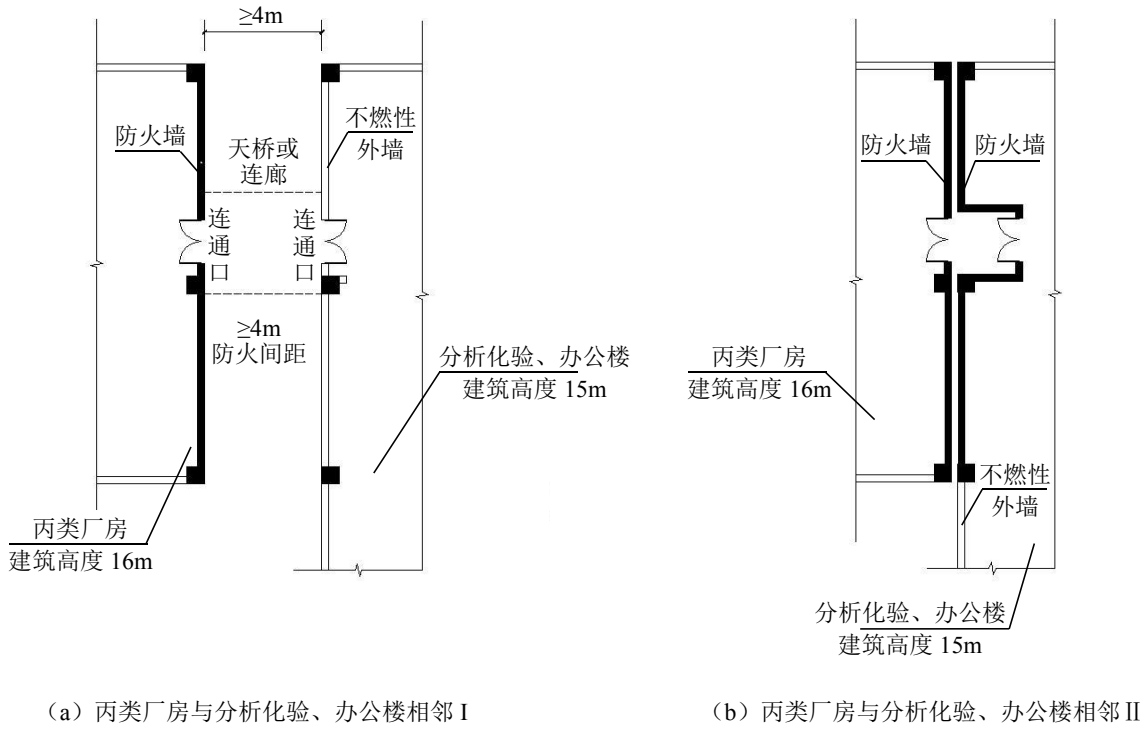 ≥4m
防火墙
不燃性
外墙
天桥或
连廊
连通口
连通口
≥4m
防火间距
分析化验、办公楼
建筑高度 15m
丙类厂房
建筑高度 16m
（a）丙类厂房与分析化验、办公楼相邻 I
防火墙
防火墙
丙类厂房
建筑高度 16m
不燃性
外墙
分析化验、办公楼
建筑高度 15m
（b）丙类厂房与分析化验、办公楼相邻 II